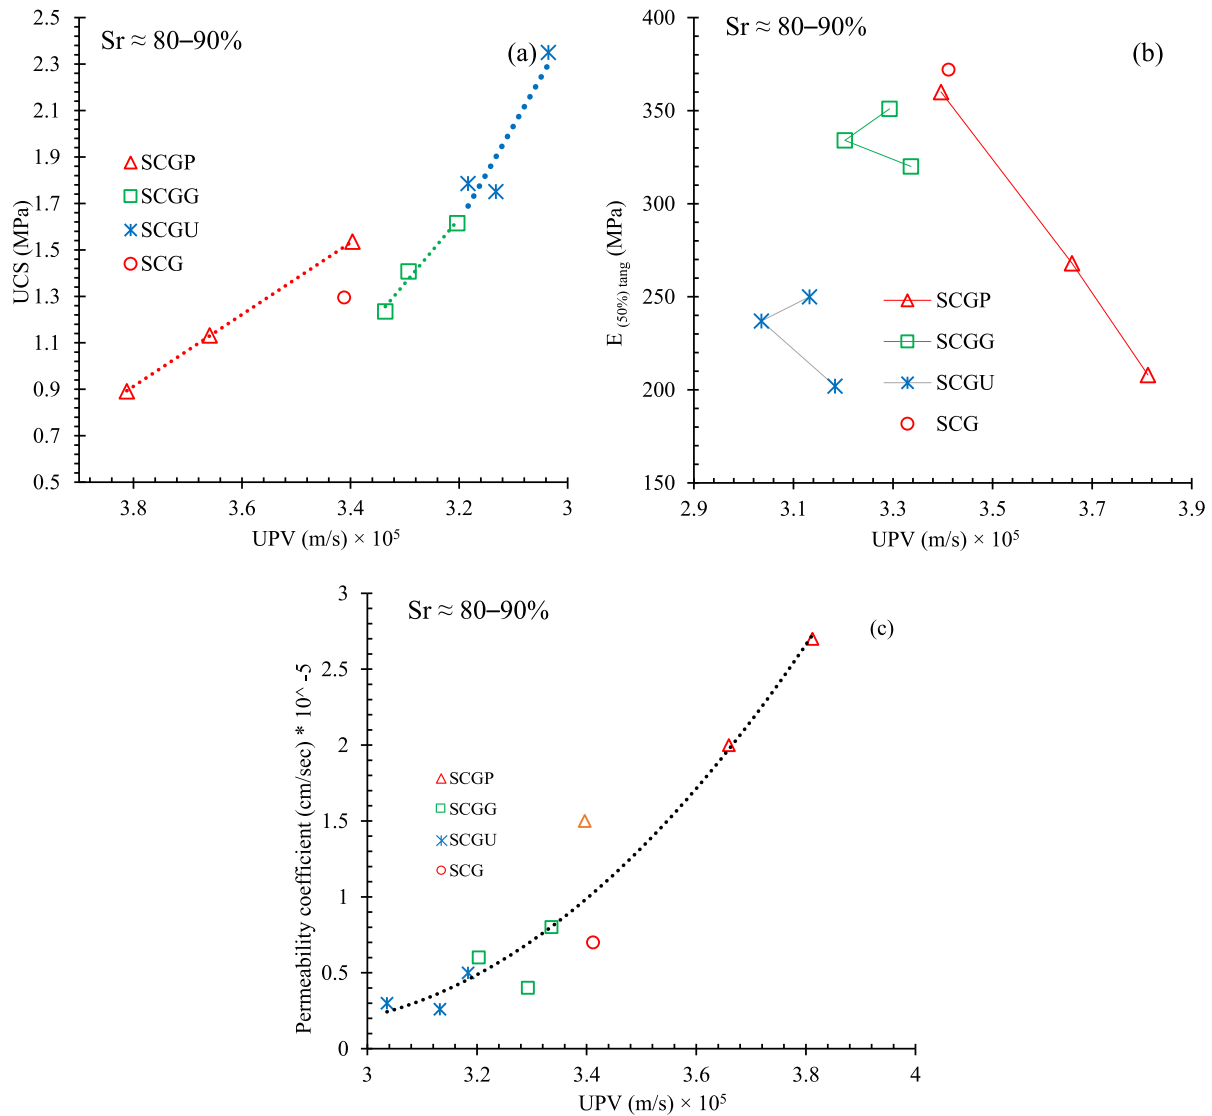 Sr ≈ 80–90%
(a)
2.5
2.3
2.1
1.9
1.7
1.5
1.3
1.1
0.9
0.7
0.5
UCS (MPa)
SCGP
SCGG
SCGU
SCG
3.8
3.6
3.4
3.2
3
UPV (m/s) × 10⁵
Sr ≈ 80–90%
(b)
400
350
300
250
200
150
E (50%) tang (MPa)
SCGP
SCGG
SCGU
SCG
2.9
3.1
3.3
3.5
3.7
3.9
UPV (m/s) × 10⁵
Sr ≈ 80–90%
(c)
3
2.5
2
1.5
1
0.5
0
Permeability coefficient (cm/sec) * 10^ -5
SCGP
SCGG
SCGU
SCG
3
3.2
3.4
3.6
3.8
4
UPV (m/s) × 10⁵